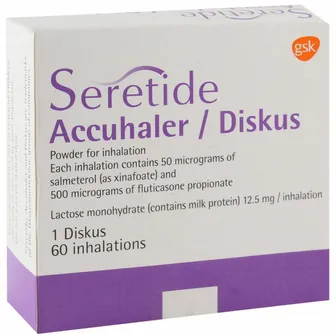 gsk
Seretide
Accuhaler / Diskus
Powder for inhalation
Each inhalation contains 50 micrograms of
salmeterol (as xinafoate) and
500 micrograms of fluticasone propionate
Lactose monohydrate (contains milk protein) 12.5 mg / inhalation
1 Diskus
60 inhalations